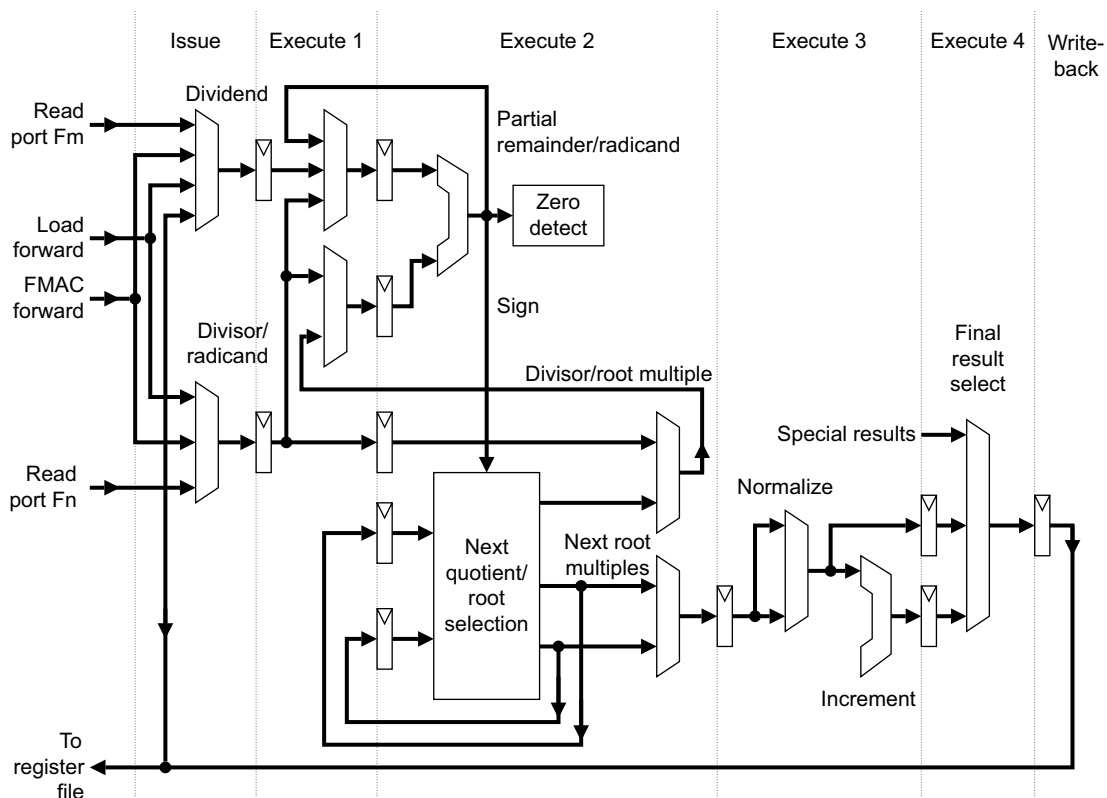 Issue
Execute 1
Execute 2
Execute 3
Execute 4
Write-
back
Dividend
Read
port Fm
Partial
remainder/radicand
Zero
detect
Load
forward
FMAC
forward
Sign
Divisor/
radicand
Final
result
select
Divisor/root multiple
Special results
Read
port Fn
Normalize
Next root
multiples
Next
quotient/
root
selection
Increment
To
register
file